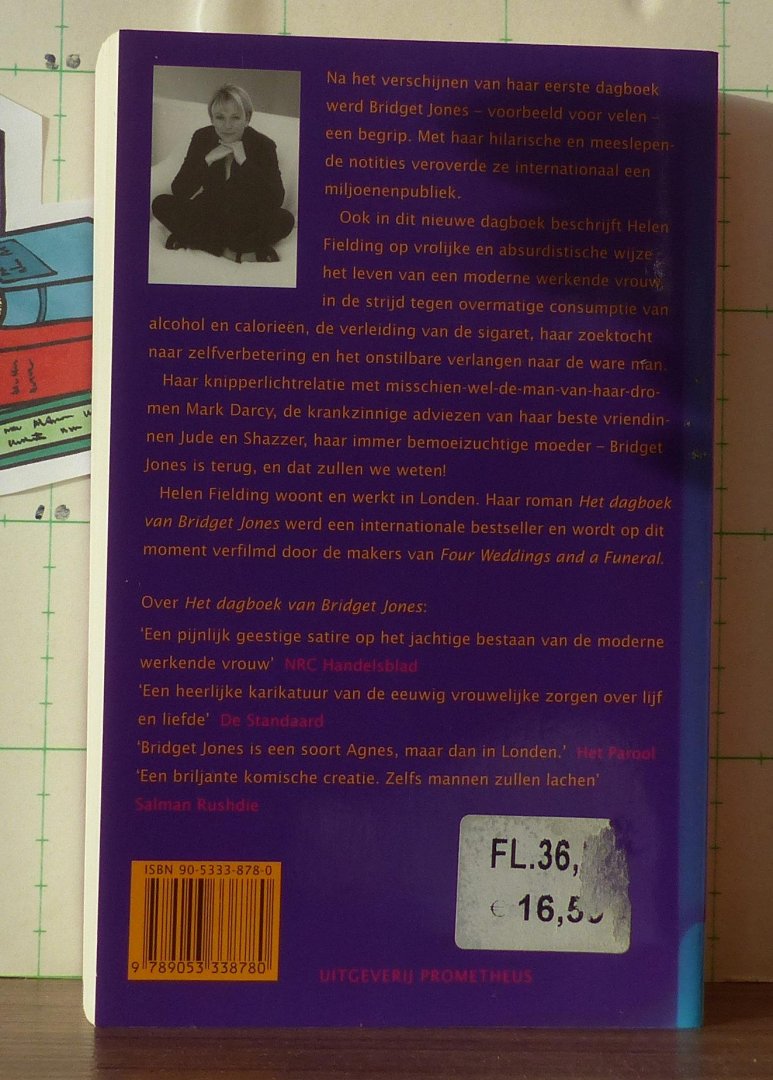 Na het verschijnen van haar eerste dagboek
werd Bridget Jones – voorbeeld voor velen –
een begrip. Met haar hilarische en meeslepen-
de notities veroverde ze internationaal een
miljoenenpubliek.
Ook in dit nieuwe dagboek beschrijft Helen
Fielding op vrolijke en absurdistische wijze
het leven van een moderne werkende vrouw
in de strijd tegen overmatige consumptie van
alcohol en calorieën, de verleiding van de sigaret, haar zoektocht
naar zelfverbetering en het onstilbare verlangen naar de ware man.
Haar knipperlichtrelatie met misschien-wel-de-man-van-haar-dro-
men Mark Darcy, de krankzinnige adviezen van haar beste vriendin-
nen Jude en Shazzer, haar immer bemoeizuchtige moeder – Bridget
Jones is terug, en dat zullen we weten!
Helen Fielding woont en werkt in Londen. Haar roman Het dagboek
van Bridget Jones werd een internationale bestseller en wordt op dit
moment verfilmd door de makers van Four Weddings and a Funeral.
Over Het dagboek van Bridget Jones:
‘Een pijnlijk geestige satire op het jachtige bestaan van de moderne
werkende vrouw’ NRC Handelsblad
‘Een heerlijke karikatuur van de eeuwig vrouwelijke zorgen over lijf
en liefde’ De Standaard
‘Bridget Jones is een soort Agnes, maar dan in Londen.’ Het Parool
‘Een briljante komische creatie. Zelfs mannen zullen lachen’
Salman Rushdie
ISBN 90-5333-878-0
9 789053 338780
FL.36,
€ 16,5
UITGEVERIJ PROMETHEUS